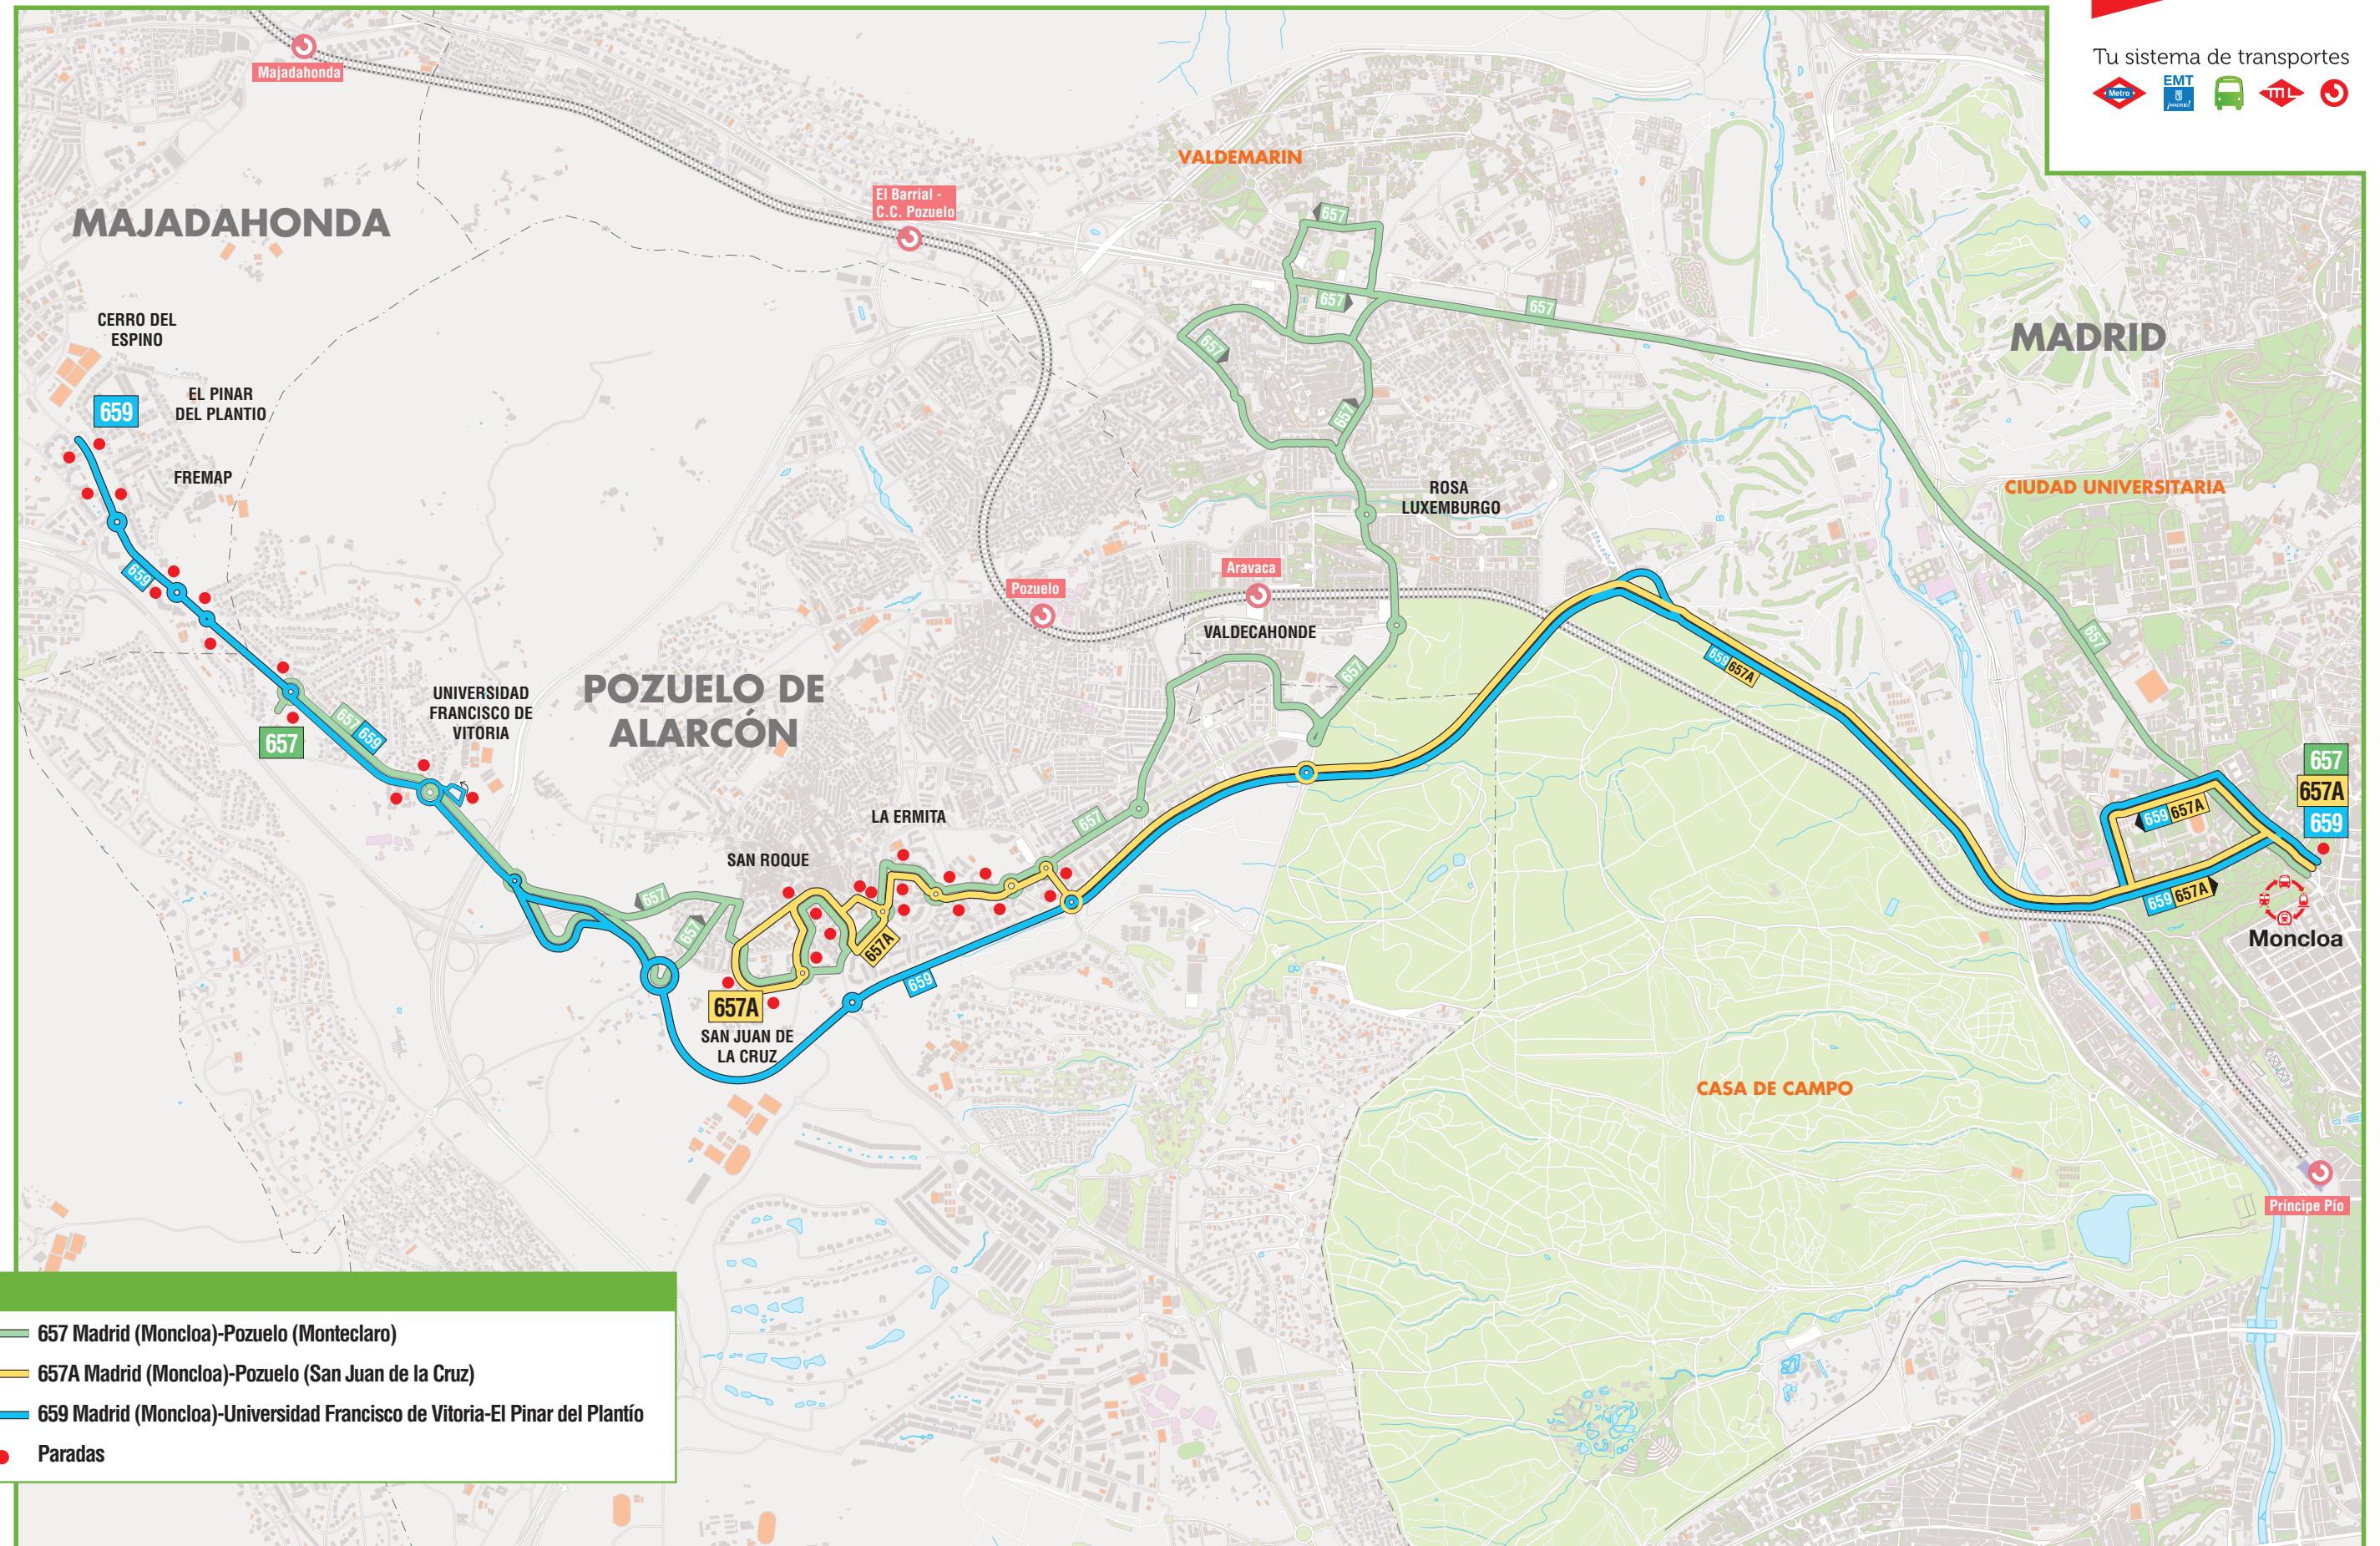 Tu sistema de transportes
Metro
EMT
¡MADRID!
ML
Majadahonda
El Barrial -
C.C. Pozuelo
VALDEMARIN
MAJADAHONDA
657
657
657
657
MADRID
CERRO DEL
ESPINO
EL PINAR
DEL PLANTIO
659
657
FREMAP
ROSA
LUXEMBURGO
CIUDAD UNIVERSITARIA
659
Aravaca
Pozuelo
VALDECAHONDE
657
657
659 657A
UNIVERSIDAD
FRANCISCO DE
VITORIA
POZUELO DE
ALARCÓN
657 659
657
657
657A
659
659 657A
LA ERMITA
657
SAN ROQUE
657
659 657A
657
657A
Moncloa
659
657A
SAN JUAN DE
LA CRUZ
CASA DE CAMPO
Príncipe Pío
657 Madrid (Moncloa)-Pozuelo (Monteclaro)
657A Madrid (Moncloa)-Pozuelo (San Juan de la Cruz)
659 Madrid (Moncloa)-Universidad Francisco de Vitoria-El Pinar del Plantío
Paradas